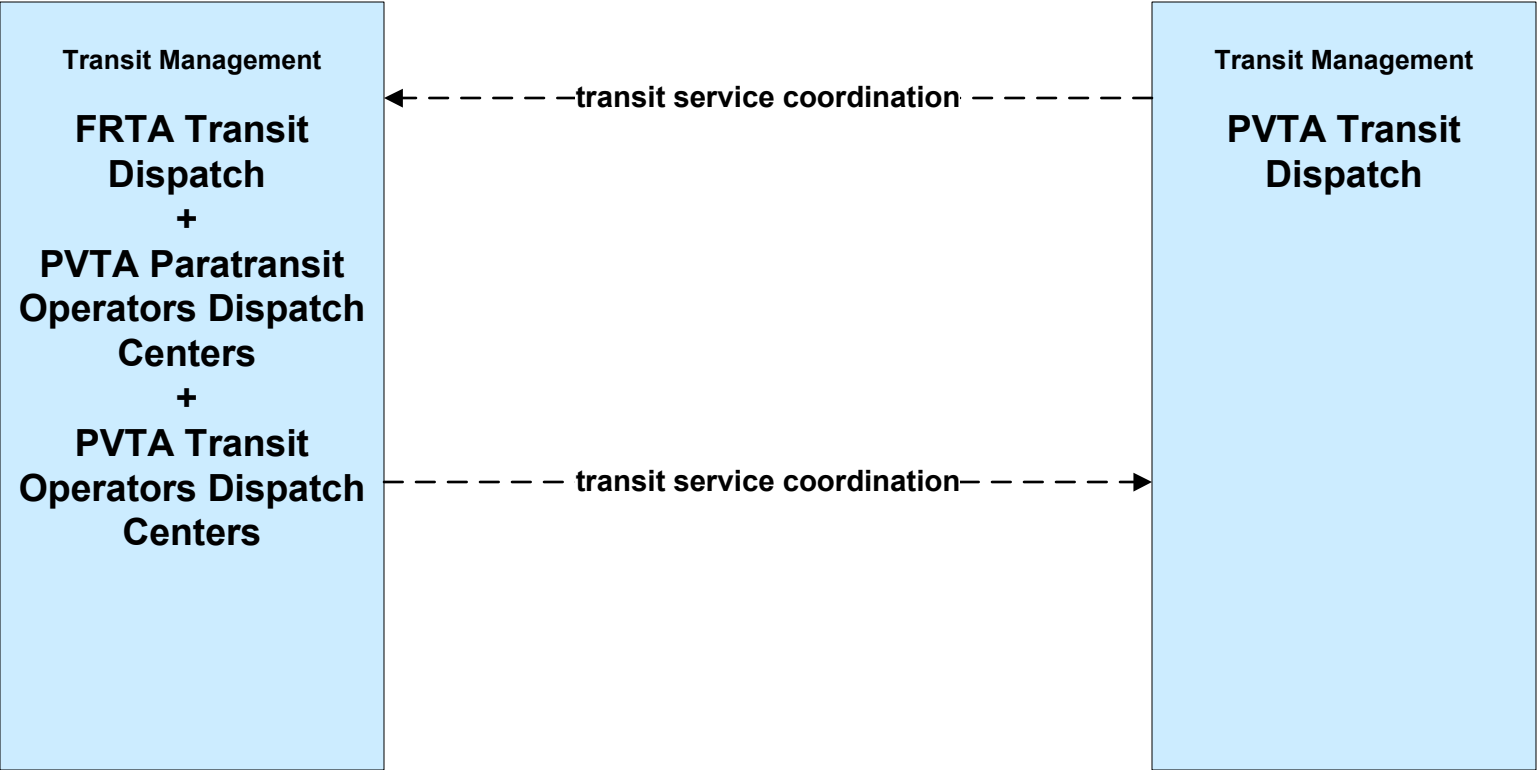 Transit Management
FRTA Transit
Dispatch
+
PVTA Paratransit
Operators Dispatch
Centers
+
PVTA Transit
Operators Dispatch
Centers
transit service coordination
transit service coordination
Transit Management
PVTA Transit
Dispatch